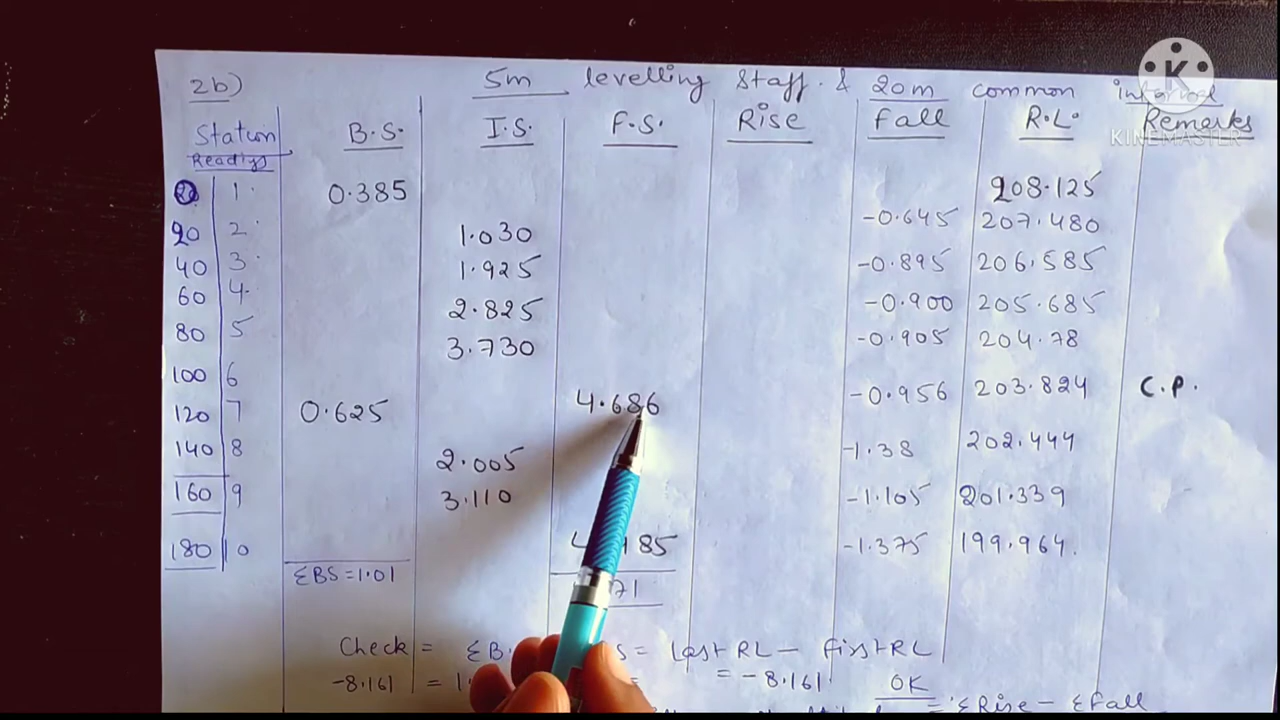 2b) 5m levelling Staff. & 20m common interval
Station B.S. I.S. F.S. Rise Fall R.L. Remarks
Readings
1. 0.385 208.125
20 2. 1.030 -0.645 207.480
40 3. 1.925 -0.895 206.585
60 4. 2.825 -0.900 205.685
80 5 3.730 -0.905 204.78
100 6 -0.956 203.824 C.P.
120 7 0.625 4.686
140 8 2.005 -1.38 202.444
160 9 3.110 -1.105 201.339
180 10 185 -1.375 199.964.
ΣBS = 1.01 71
Check = ΣB. S = Last RL - first RL
-8.161 = 1. = = -8.161 OK
= ΣRise - Σfall
K
KINEMASTER